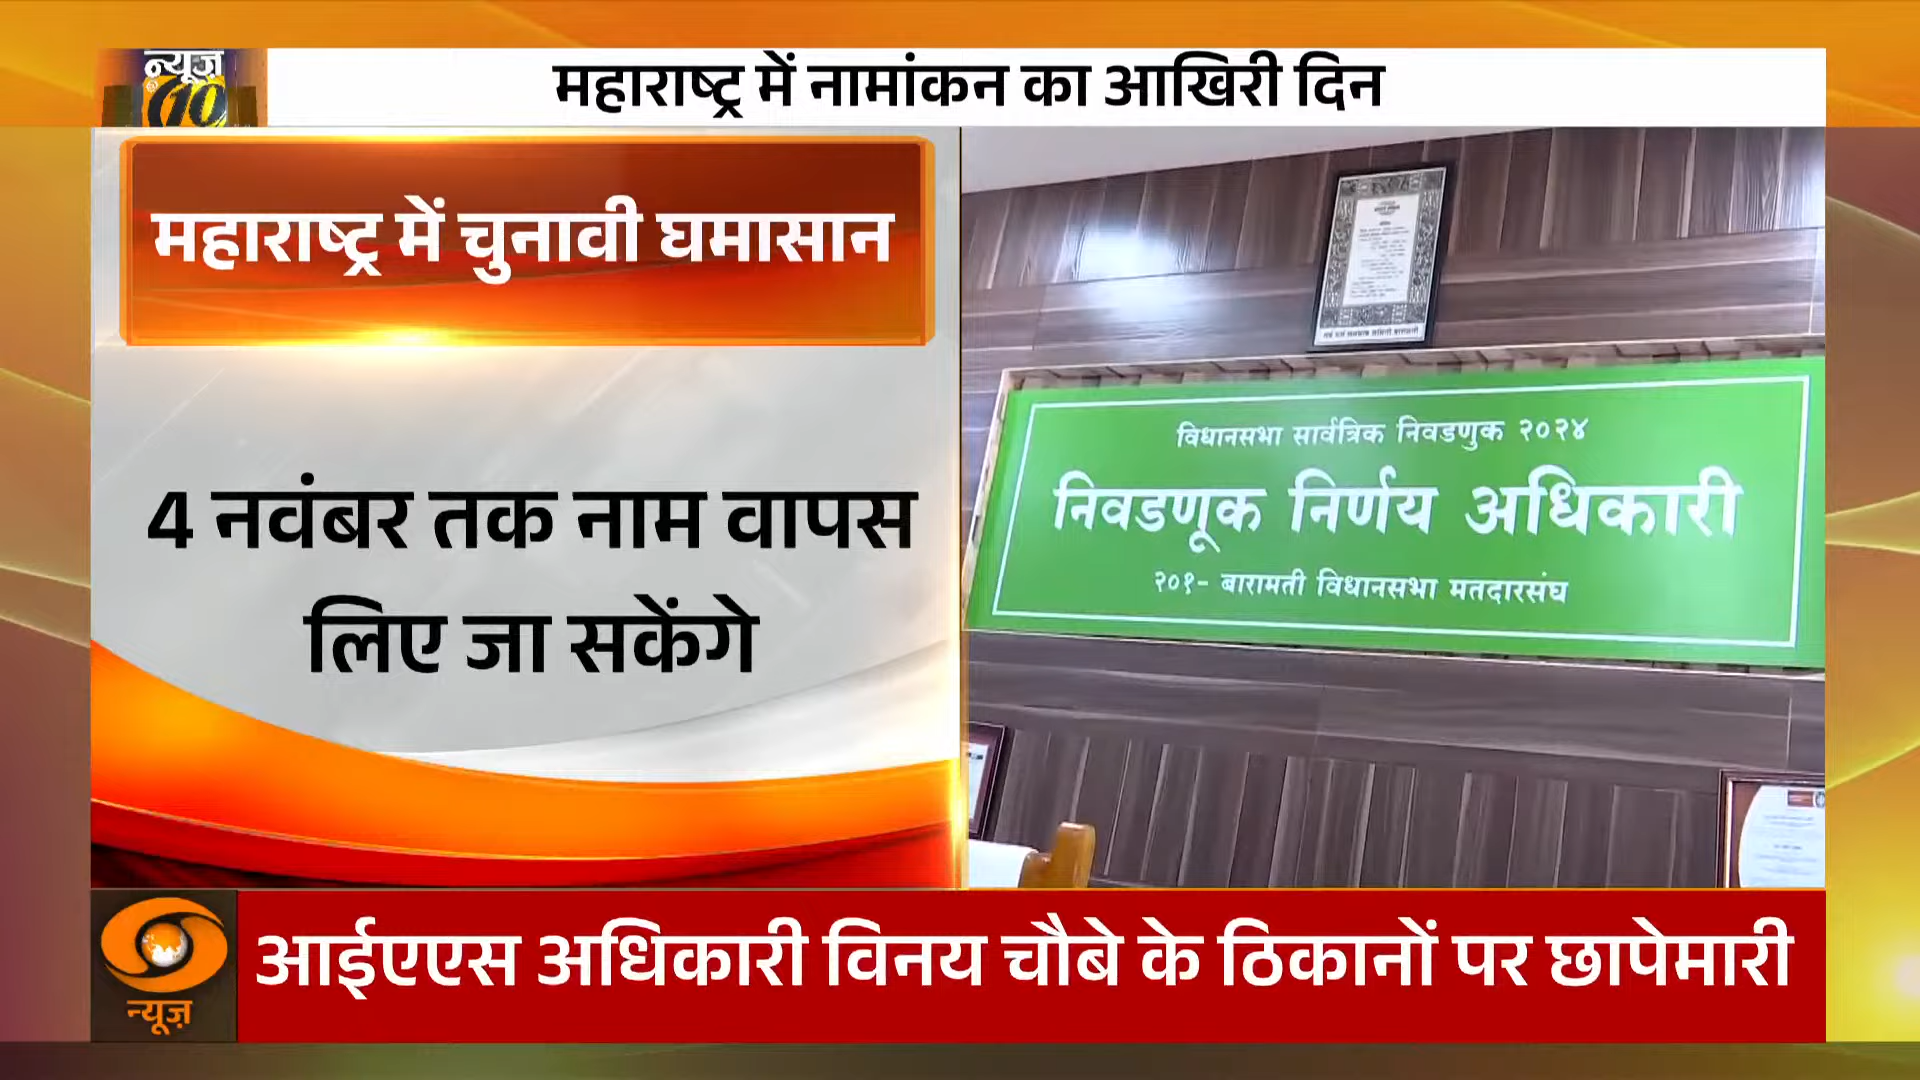 न्यूज़
@10
महाराष्ट्र में नामांकन का आखिरी दिन
महाराष्ट्र में चुनावी घमासान
4 नवंबर तक नाम वापस
लिए जा सकेंगे
विधानसभा सार्वत्रिक निवडणुक २०२४
निवडणूक निर्णय अधिकारी
२०१- बारामती विधानसभा मतदारसंघ
न्यूज़
आईएएस अधिकारी विनय चौबे के ठिकानों पर छापेमारी